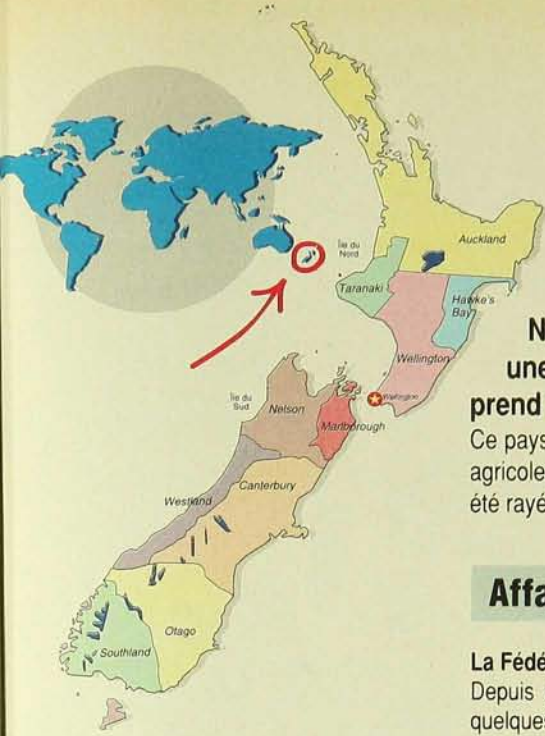 Île du
Nord
Auckland
Taranaki
Hawke's
Bay
Wellington
Wellington
Île du
Sud
Nelson
Marlborough
Westland
Canterbury
Otago
Southland
N
une
prend
Ce pays
agricole
été rayé
Affa
La Fédé
Depuis
quelques